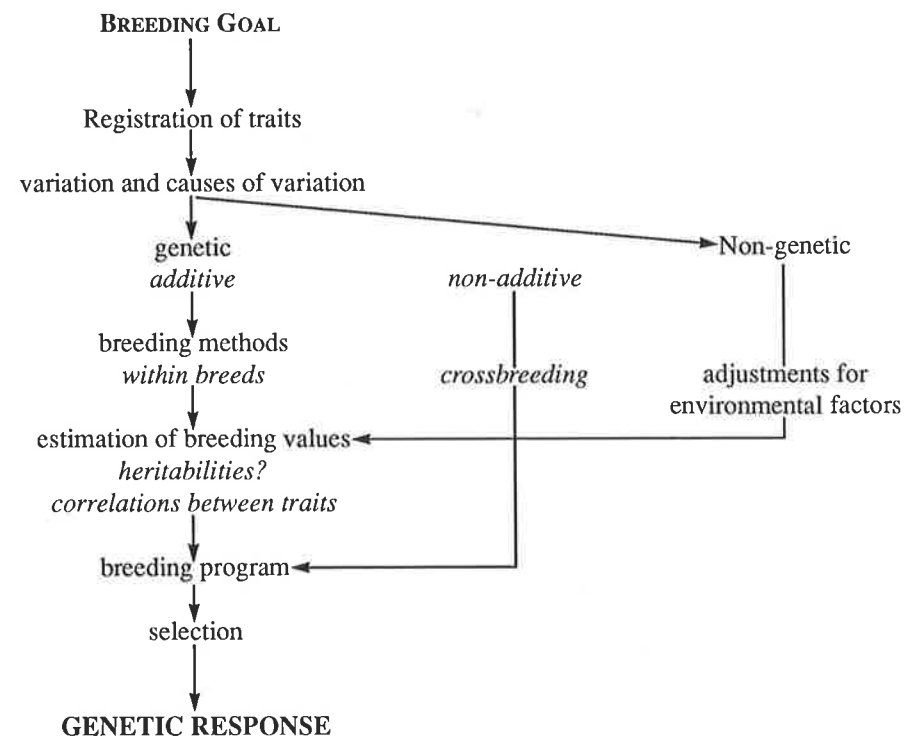 BREEDING GOAL
Registration of traits
variation and causes of variation
genetic
additive
non-additive
Non-genetic
breeding methods
within breeds
crossbreeding
adjustments for
environmental factors
estimation of breeding values
heritabilities?
correlations between traits
breeding program
selection
GENETIC RESPONSE